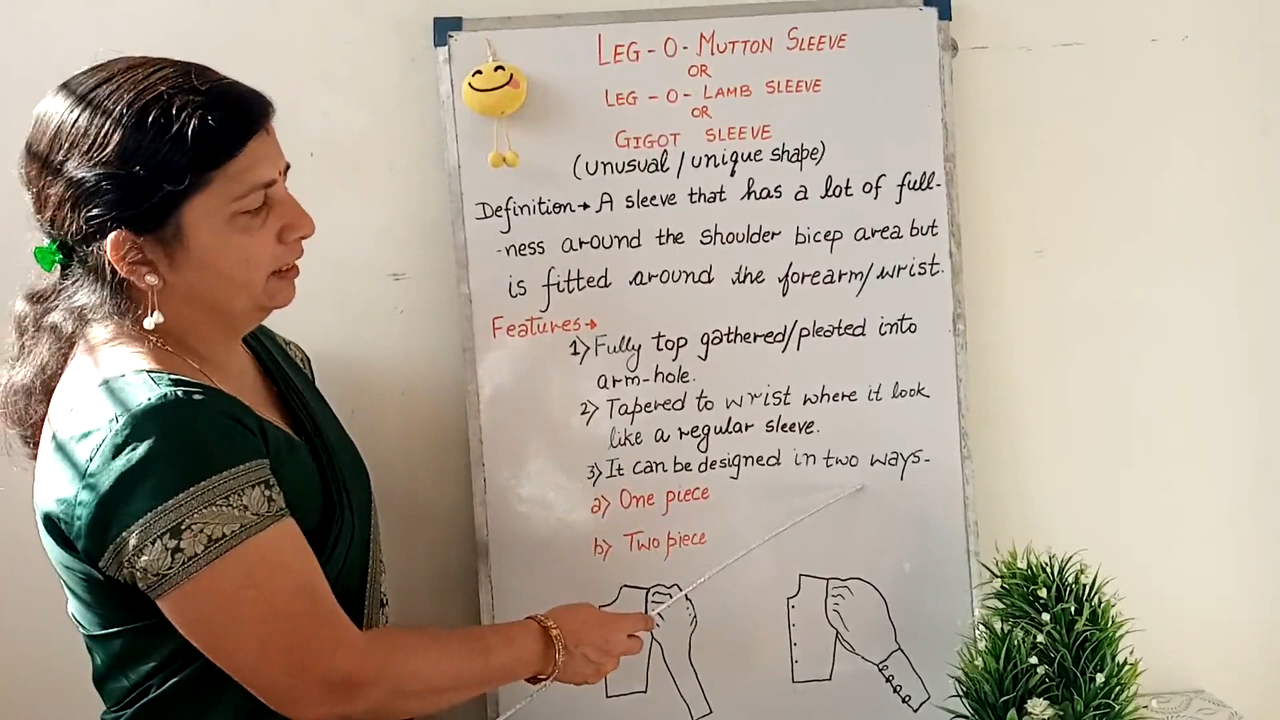 LEG-O-MUTTON SLEEVE
OR
LEG-O-LAMB SLEEVE
OR
GIGOT SLEEVE
(unusual/unique shape)
Definition→ A sleeve that has a lot of full-
-ness around the shoulder bicep area but
is fitted around the forearm/wrist.
Features→
1) Fully top gathered/pleated into
arm-hole.
2) Tapered to wrist where it look
like a regular sleeve.
3) It can be designed in two ways-
a) One piece
b) Two piece